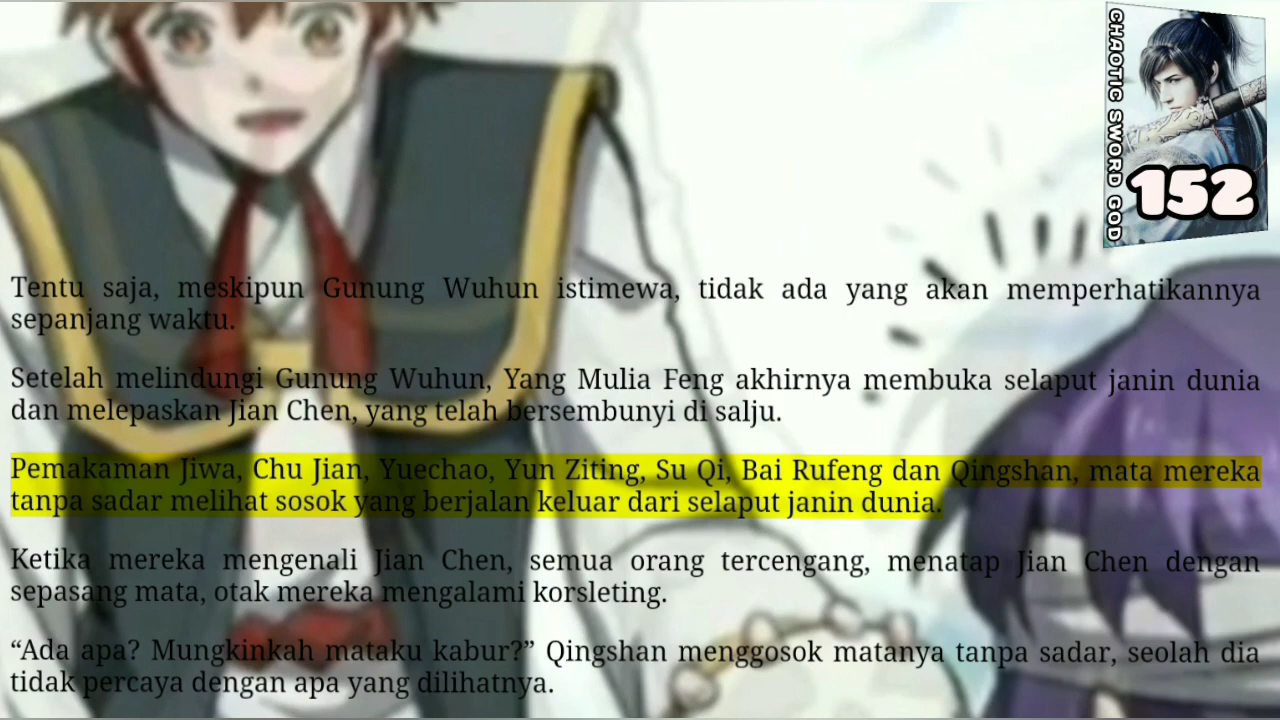 CHAOTIC SWORD GOD
152
Tentu saja, meskipun Gunung Wuhun istimewa, tidak ada yang akan memperhatikannya
sepanjang waktu.
Setelah melindungi Gunung Wuhun, Yang Mulia Feng akhirnya membuka selaput janin dunia
dan melepaskan Jian Chen, yang telah bersembunyi di salju.
Pemakaman Jiwa, Chu Jian, Yuechao, Yun Ziting, Su Qi, Bai Rufeng dan Qingshan, mata mereka
tanpa sadar melihat sosok yang berjalan keluar dari selaput janin dunia.
Ketika mereka mengenali Jian Chen, semua orang tercengang, menatap Jian Chen dengan
sepasang mata, otak mereka mengalami korsleting.
“Ada apa? Mungkinkah mataku kabur?” Qingshan menggosok matanya tanpa sadar, seolah dia
tidak percaya dengan apa yang dilihatnya.